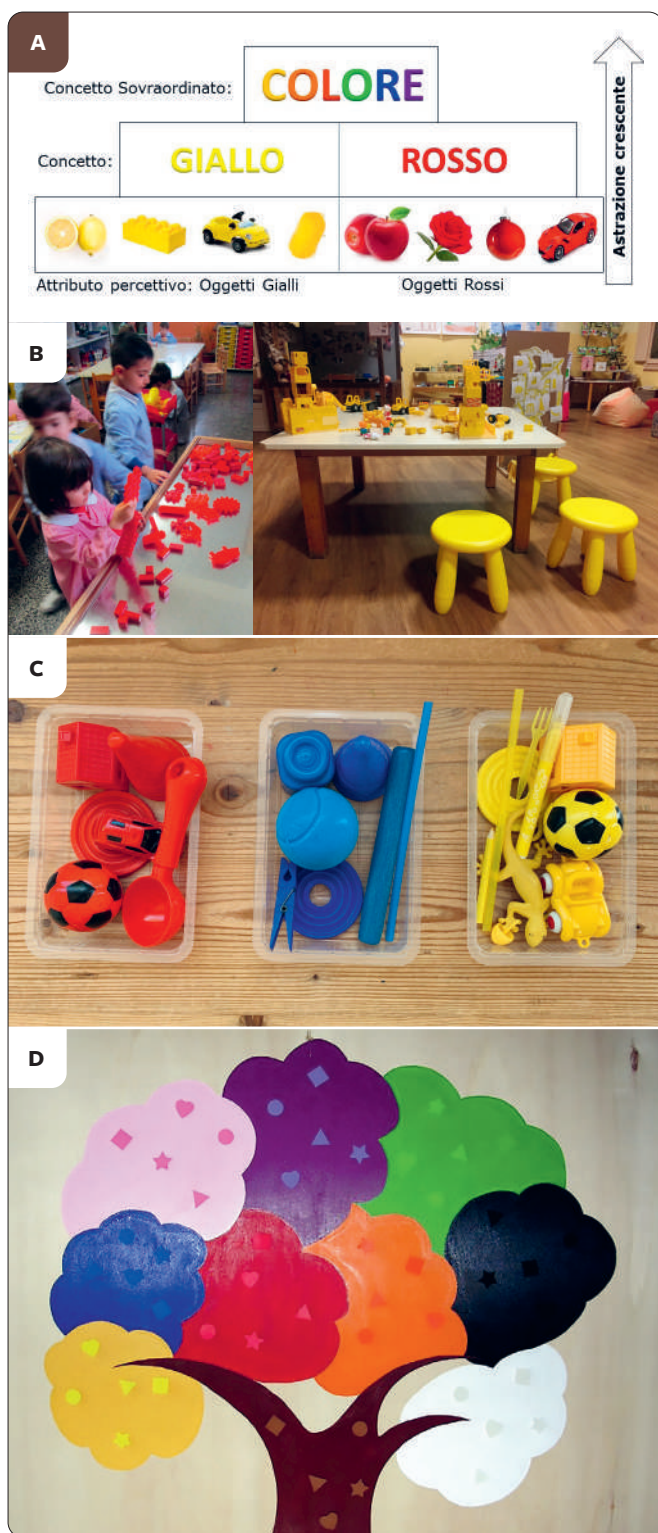 A
Concetto Sovraordinato:
COLORE
Concetto:
GIALLO
ROSSO
Astrazione crescente
Attributo percettivo: Oggetti Gialli
Oggetti Rossi
B
C
D